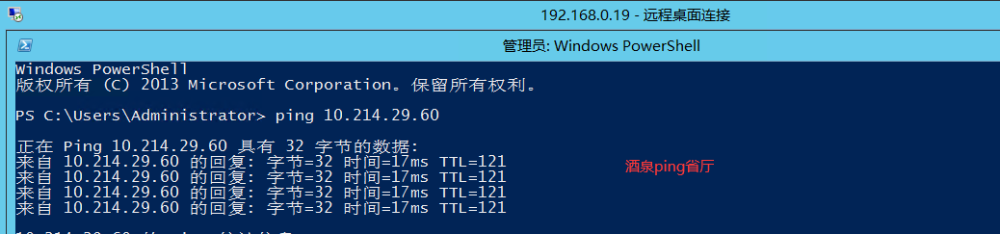 192.168.0.19 - 远程桌面连接
管理员: Windows PowerShell
Windows PowerShell
版权所有 (C) 2013 Microsoft Corporation。保留所有权利。
PS C:\Users\Administrator> ping 10.214.29.60
正在 Ping 10.214.29.60 具有 32 字节的数据:
来自 10.214.29.60 的回复: 字节=32 时间=17ms TTL=121
来自 10.214.29.60 的回复: 字节=32 时间=17ms TTL=121
酒泉ping省厅
来自 10.214.29.60 的回复: 字节=32 时间=17ms TTL=121
来自 10.214.29.60 的回复: 字节=32 时间=17ms TTL=121